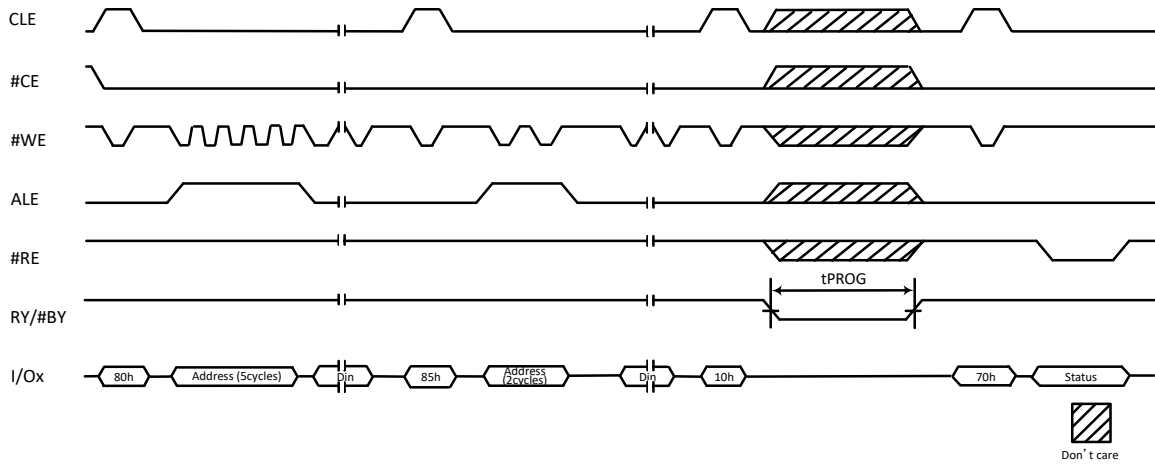 CLE
#CE
#WE
ALE
#RE
tPROG
RY/#BY
I/Ox
80h
Address (5cycles)
Din
85h
Address
(2cycles)
Din
10h
70h
Status
Don't care